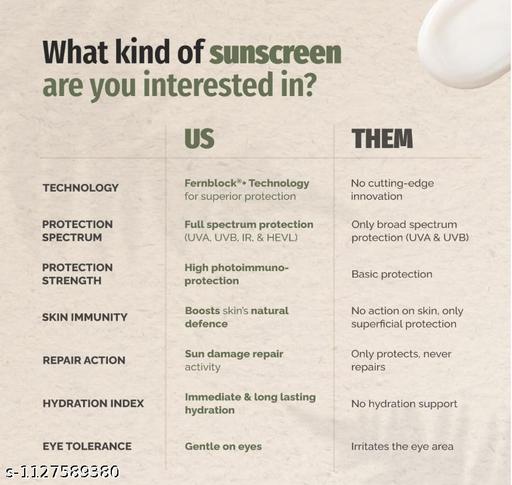 What kind of sunscreen
are you interested in?
US THEM
TECHNOLOGY
Fernblock®+ Technology
for superior protection
No cutting-edge
innovation
PROTECTION
SPECTRUM
Full spectrum protection
(UVA, UVB, IR, & HEVL)
Only broad spectrum
protection (UVA & UVB)
PROTECTION
STRENGTH
High photoimmuno-
protection
Basic protection
SKIN IMMUNITY
Boosts skin's natural
defence
No action on skin, only
superficial protection
REPAIR ACTION
Sun damage repair
activity
Only protects, never
repairs
HYDRATION INDEX
Immediate & long lasting
hydration
No hydration support
EYE TOLERANCE
Gentle on eyes
Irritates the eye area
s-1127589380